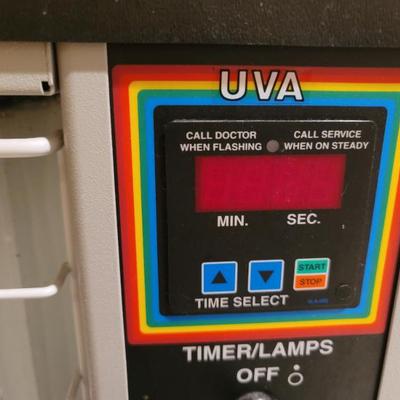 UVA
CALL DOCTOR CALL SERVICE
WHEN FLASHING WHEN ON STEADY
MIN. SEC.
START
STOP
TIME SELECT
TIMER/LAMPS
OFF